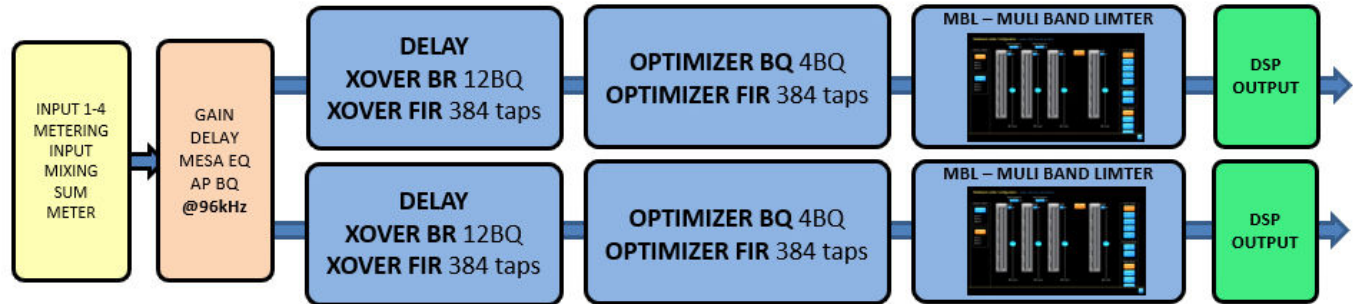 INPUT 1-4
METERING
INPUT
MIXING
SUM
METER
GAIN
DELAY
MESA EQ
AP BQ
@96kHz
DELAY
XOVER BR 12BQ
XOVER FIR 384 taps
OPTIMIZER BQ 4BQ
OPTIMIZER FIR 384 taps
MBL – MULI BAND LIMTER
DSP
OUTPUT
DELAY
XOVER BR 12BQ
XOVER FIR 384 taps
OPTIMIZER BQ 4BQ
OPTIMIZER FIR 384 taps
MBL – MULI BAND LIMTER
DSP
OUTPUT